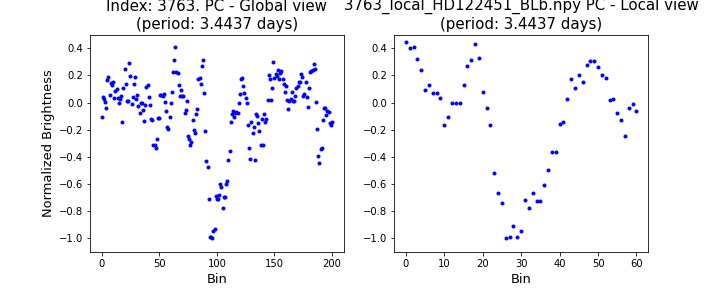 Index: 3763. PC - Global view
(period: 3.4437 days)
3763_local_HD122451_BLb.npy PC - Local view
(period: 3.4437 days)
Normalized Brightness
0.4
0.2
0.0
−0.2
−0.4
−0.6
−0.8
−1.0
0 50 100 150 200
Bin
0.4
0.2
0.0
−0.2
−0.4
−0.6
−0.8
−1.0
0 20 40 60
Bin